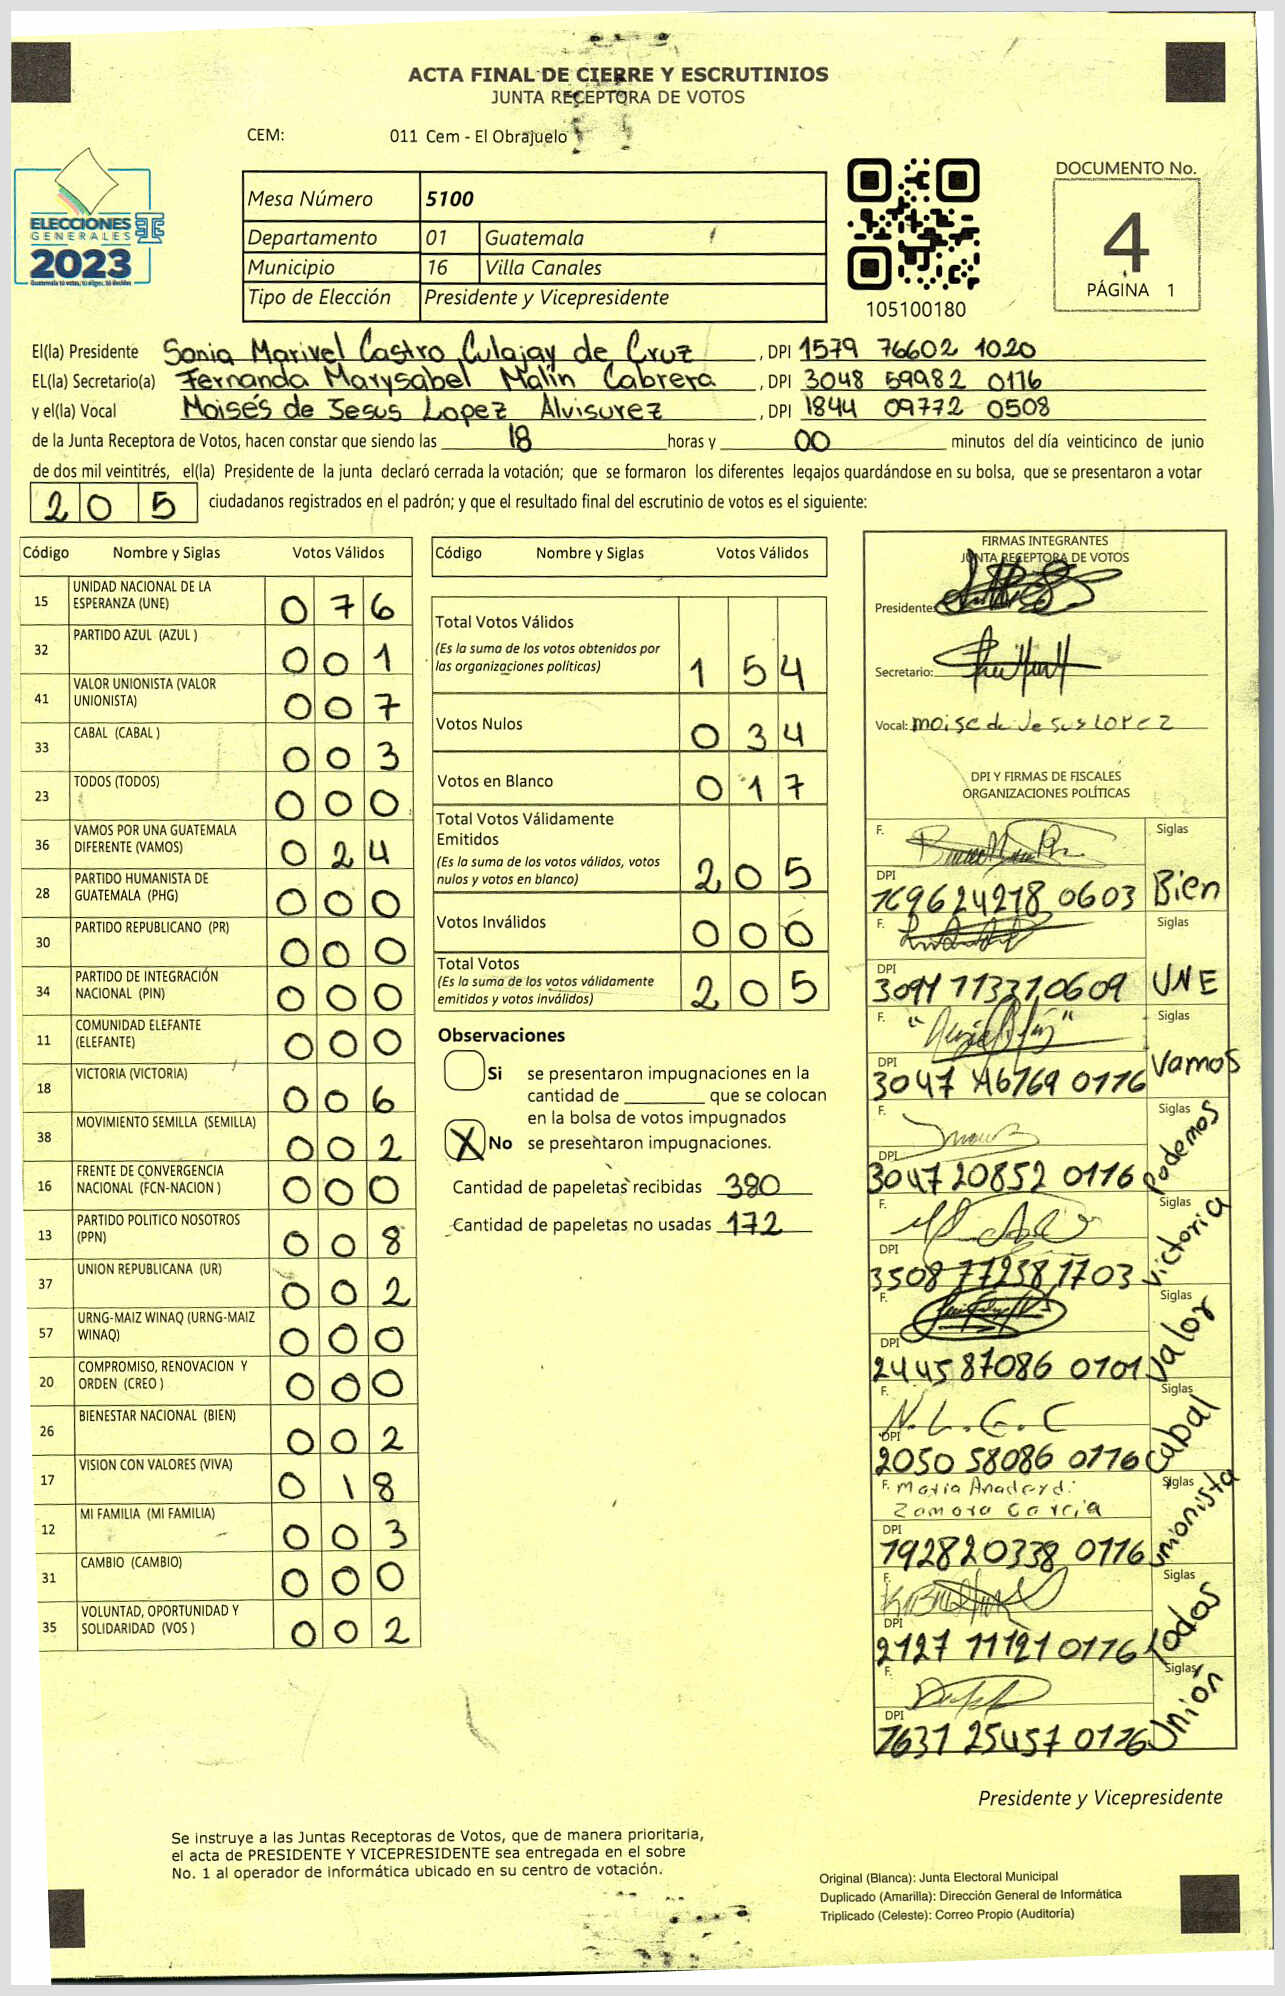 ACTA FINAL DE CIERRE Y ESCRUTINIOS
JUNTA RECEPTORA DE VOTOS
CEM: 011 Cem - El Obrajuelo
ELECCIONES
GENERALES
2023
Mesa Número 5100
Departamento 01 Guatemala
Municipio 16 Villa Canales
Tipo de Elección Presidente y Vicepresidente
105100180
DOCUMENTO No.
4
PÁGINA 1
El(la) Presidente Sonia Marivel Castro Culajay de Cruz, DPI 1579 76602 1020
EL(la) Secretario(a) Fernanda Marysabel Malin Cabrera, DPI 3048 59982 0116
y el(la) Vocal Moisés de Jesus Lopez Alvisurez, DPI 1844 09772 0508
de la Junta Receptora de Votos, hacen constar que siendo las 18 horas y 00 minutos del día veinticinco de junio
de dos mil veintitrés, el(la) Presidente de la junta declaró cerrada la votación; que se formaron los diferentes legajos quardándose en su bolsa, que se presentaron a votar
205 ciudadanos registrados en el padrón; y que el resultado final del escrutinio de votos es el siguiente:
Código Nombre y Siglas Votos Válidos
15 UNIDAD NACIONAL DE LA ESPERANZA (UNE) 076
32 PARTIDO AZUL (AZUL ) 001
41 VALOR UNIONISTA (VALOR UNIONISTA) 007
33 CABAL (CABAL ) 003
23 TODOS (TODOS) 000
36 VAMOS POR UNA GUATEMALA DIFERENTE (VAMOS) 024
28 PARTIDO HUMANISTA DE GUATEMALA (PHG) 000
30 PARTIDO REPUBLICANO (PR) 000
34 PARTIDO DE INTEGRACIÓN NACIONAL (PIN) 000
11 COMUNIDAD ELEFANTE (ELEFANTE) 000
18 VICTORIA (VICTORIA) 006
38 MOVIMIENTO SEMILLA (SEMILLA) 002
16 FRENTE DE CONVERGENCIA NACIONAL (FCN-NACION ) 000
13 PARTIDO POLITICO NOSOTROS (PPN) 008
37 UNION REPUBLICANA (UR) 002
57 URNG-MAIZ WINAQ (URNG-MAIZ WINAQ) 000
20 COMPROMISO, RENOVACION Y ORDEN (CREO ) 000
26 BIENESTAR NACIONAL (BIEN) 002
17 VISION CON VALORES (VIVA) 018
12 MI FAMILIA (MI FAMILIA) 003
31 CAMBIO (CAMBIO) 000
35 VOLUNTAD, OPORTUNIDAD Y SOLIDARIDAD (VOS ) 002
Código Nombre y Siglas Votos Válidos
Total Votos Válidos
(Es la suma de los votos obtenidos por
las organizaciones políticas) 154
Votos Nulos 034
Votos en Blanco 017
Total Votos Válidamente
Emitidos
(Es la suma de los votos válidos, votos
nulos y votos en blanco) 205
Votos Inválidos 000
Total Votos
(Es la suma de los votos válidamente
emitidos y votos inválidos) 205
Observaciones
Si se presentaron impugnaciones en la
cantidad de ________ que se colocan
en la bolsa de votos impugnados
X No se presentaron impugnaciones.
Cantidad de papeletas recibidas 380
Cantidad de papeletas no usadas 172
FIRMAS INTEGRANTES
JUNTA RECEPTORA DE VOTOS
Presidente:
Secretario:
Vocal: moise de Jesus LOPEZ
DPI Y FIRMAS DE FISCALES
ORGANIZACIONES POLÍTICAS
F. Siglas
DPI
169624218 0603 Bien
F. Siglas
DPI
3091 113310609 UNE
F. Siglas
DPI
3047 0116 Vamos
F. Siglas
DPI
3047 20852 0116 Podemos
F. Siglas
DPI
3508 77238 1703 Victoria
F. Siglas
DPI
2445 87086 0101 Valor
F. N.L.G.C Siglas
DPI
2050 58086 0116 Cabal
F. Maria Siglas
Zamora Garcia
DPI
1928 20338 0116 Unionista
F. Siglas
DPI
2127 11121 0116 Todos
F. Siglas
DPI
1631 25457 0116 Unión
Presidente y Vicepresidente
Se instruye a las Juntas Receptoras de Votos, que de manera prioritaria,
el acta de PRESIDENTE Y VICEPRESIDENTE sea entregada en el sobre
No. 1 al operador de informática ubicado en su centro de votación.
Original (Blanca): Junta Electoral Municipal
Duplicado (Amarilla): Dirección General de Informática
Triplicado (Celeste): Correo Propio (Auditoría)